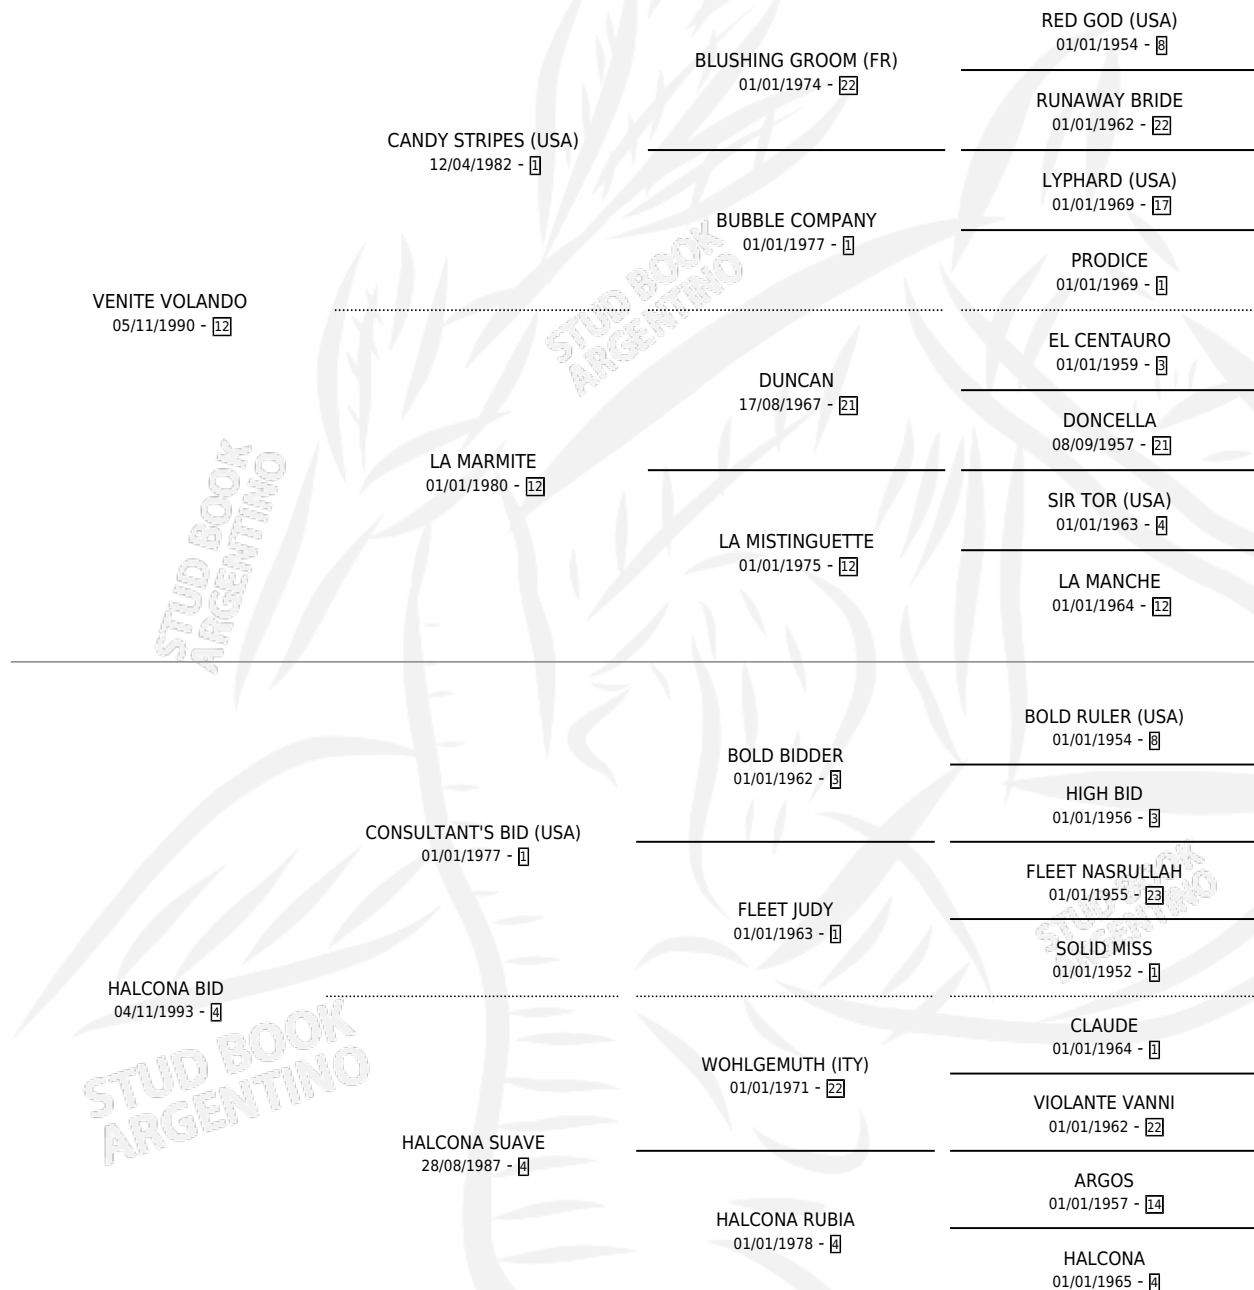 RED GOD (USA)
01/01/1954 - 8
BLUSHING GROOM (FR)
01/01/1974 - 22
RUNAWAY BRIDE
01/01/1962 - 22
CANDY STRIPES (USA)
12/04/1982 - 1
LYPHARD (USA)
01/01/1969 - 17
BUBBLE COMPANY
01/01/1977 - 1
PRODICE
01/01/1969 - 1
VENITE VOLANDO
05/11/1990 - 12
STUD BOOK
ARGENTINO
EL CENTAURO
01/01/1959 - 3
DUNCAN
17/08/1967 - 21
DONCELLA
08/09/1957 - 21
LA MARMITE
01/01/1980 - 12
SIR TOR (USA)
01/01/1963 - 4
LA MISTINGUETTE
01/01/1975 - 12
LA MANCHE
01/01/1964 - 12
STUD BOOK
ARGENTINO
BOLD RULER (USA)
01/01/1954 - 8
BOLD BIDDER
01/01/1962 - 3
HIGH BID
01/01/1956 - 3
CONSULTANT'S BID (USA)
01/01/1977 - 1
FLEET NASRULLAH
01/01/1955 - 23
FLEET JUDY
01/01/1963 - 1
STUD BOOK
ARGENTINO
SOLID MISS
01/01/1952 - 1
HALCONA BID
04/11/1993 - 4
STUD BOOK
ARGENTINO
CLAUDE
01/01/1964 - 1
WOHLGEMUTH (ITY)
01/01/1971 - 22
VIOLANTE VANNI
01/01/1962 - 22
HALCONA SUAVE
28/08/1987 - 4
ARGOS
01/01/1957 - 14
HALCONA RUBIA
01/01/1978 - 4
HALCONA
01/01/1965 - 4